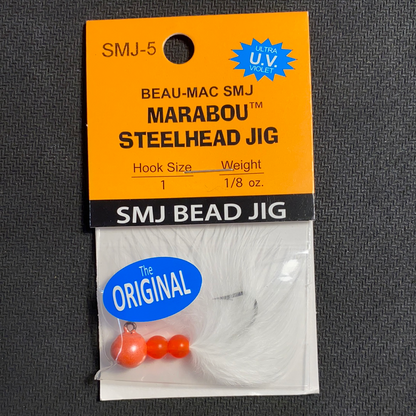 SMJ-5
ULTRA
U.V.
VIOLET
BEAU-MAC SMJ
MARABOU™
STEELHEAD JIG
Hook Size Weight
1 1/8 oz.
SMJ BEAD JIG
The
ORIGINAL